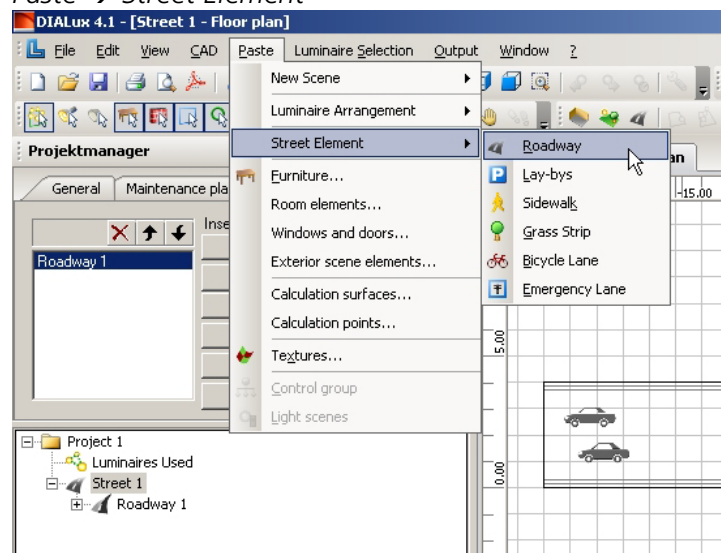 Paste → Street Element
DIALux 4.1 - [Street 1 - Floor plan]
File Edit View CAD Paste Luminaire Selection Output Window ?
New Scene
Luminaire Arrangement
Street Element
Furniture...
Room elements...
Windows and doors...
Exterior scene elements...
Calculation surfaces...
Calculation points...
Textures...
Control group
Light scenes
Roadway
Lay-bys
Sidewalk
Grass Strip
Bicycle Lane
Emergency Lane
Projektmanager
General Maintenance pla
Inse
Roadway 1
an
-15.00
5.00
0.00
Project 1
Luminaires Used
Street 1
Roadway 1